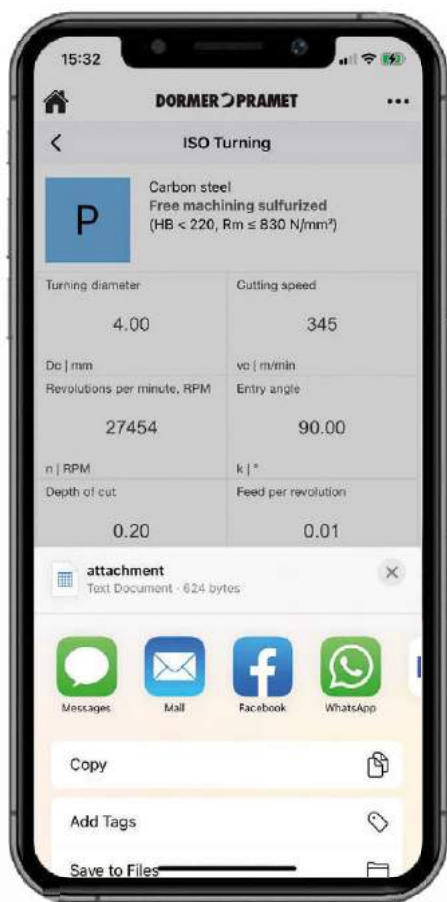 15:32
DORMER PRAMET
ISO Turning
P
Carbon steel
Free machining sulfurized
(HB < 220, Rm ≤ 830 N/mm²)
Turning diameter
Cutting speed
4.00
345
Dc | mm
vc | m/min
Revolutions per minute, RPM
Entry angle
27454
90.00
n | RPM
k | °
Depth of cut
Feed per revolution
0.20
0.01
attachment
Text Document · 624 bytes
Messages
Mail
Facebook
WhatsApp
Copy
Add Tags
Save to Files